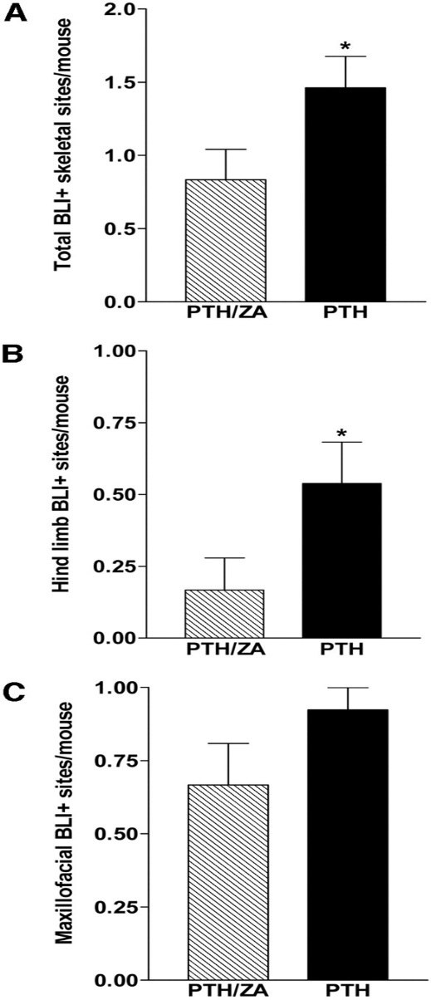 A
Total BLI+ skeletal sites/mouse
2.0
*
1.5
1.0
0.5
0.0
PTH/ZA PTH
B
Hind limb BLI+ sites/mouse
1.00
0.75
*
0.50
0.25
0.00
PTH/ZA PTH
C
Maxillofacial BLI+ sites/mouse
1.00
0.75
0.50
0.25
0.00
PTH/ZA PTH